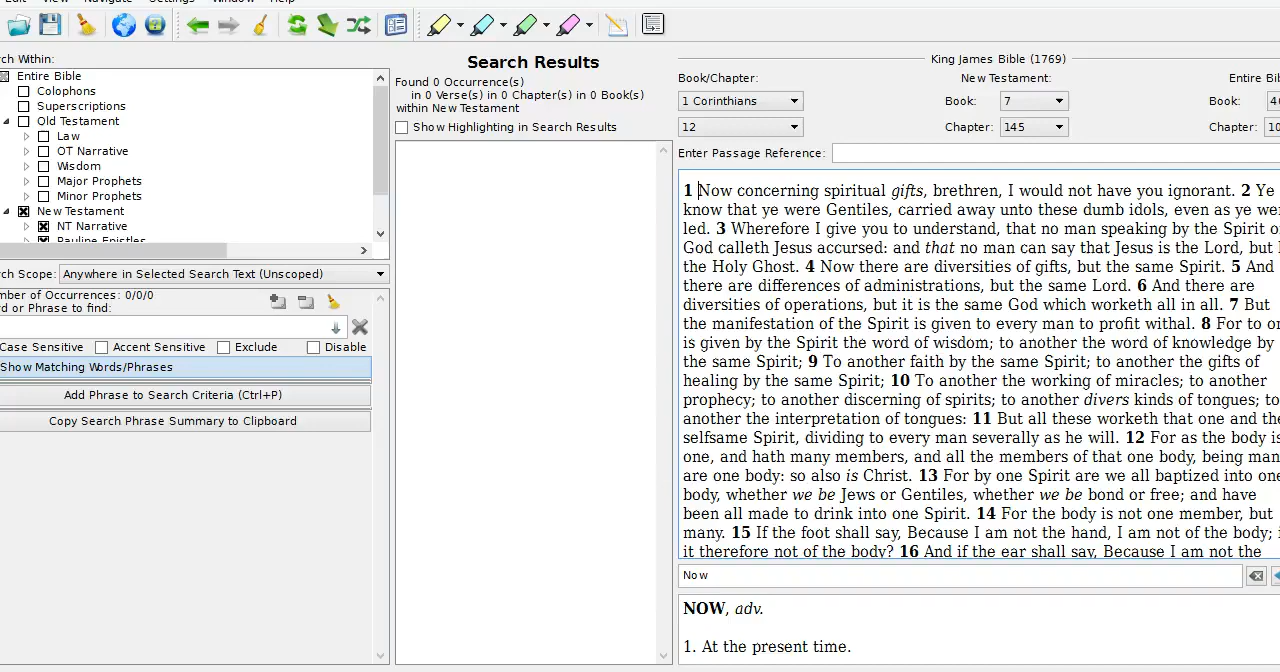 Edit View Navigate Settings Window Help
rch Within:
Entire Bible
Colophons
Superscriptions
Old Testament
Law
OT Narrative
Wisdom
Major Prophets
Minor Prophets
New Testament
NT Narrative
Pauline Epistles
rch Scope: Anywhere in Selected Search Text (Unscoped)
mber of Occurrences: 0/0/0
rd or Phrase to find:
Case Sensitive Accent Sensitive Exclude Disable
Show Matching Words/Phrases
Add Phrase to Search Criteria (Ctrl+P)
Copy Search Phrase Summary to Clipboard
Search Results
Found 0 Occurrence(s)
in 0 Verse(s) in 0 Chapter(s) in 0 Book(s)
within New Testament
Show Highlighting in Search Results
King James Bible (1769)
Book/Chapter: New Testament: Entire Bib
1 Corinthians Book: 7 Book: 4
12 Chapter: 145 Chapter: 10
Enter Passage Reference:
1 Now concerning spiritual gifts, brethren, I would not have you ignorant. 2 Ye
know that ye were Gentiles, carried away unto these dumb idols, even as ye wer
led. 3 Wherefore I give you to understand, that no man speaking by the Spirit o
God calleth Jesus accursed: and that no man can say that Jesus is the Lord, but
the Holy Ghost. 4 Now there are diversities of gifts, but the same Spirit. 5 And
there are differences of administrations, but the same Lord. 6 And there are
diversities of operations, but it is the same God which worketh all in all. 7 But
the manifestation of the Spirit is given to every man to profit withal. 8 For to on
is given by the Spirit the word of wisdom; to another the word of knowledge by
the same Spirit; 9 To another faith by the same Spirit; to another the gifts of
healing by the same Spirit; 10 To another the working of miracles; to another
prophecy; to another discerning of spirits; to another divers kinds of tongues; to
another the interpretation of tongues: 11 But all these worketh that one and the
selfsame Spirit, dividing to every man severally as he will. 12 For as the body is
one, and hath many members, and all the members of that one body, being man
are one body: so also is Christ. 13 For by one Spirit are we all baptized into one
body, whether we be Jews or Gentiles, whether we be bond or free; and have
been all made to drink into one Spirit. 14 For the body is not one member, but
many. 15 If the foot shall say, Because I am not the hand, I am not of the body; i
it therefore not of the body? 16 And if the ear shall say, Because I am not the
Now
NOW, adv.
1. At the present time.